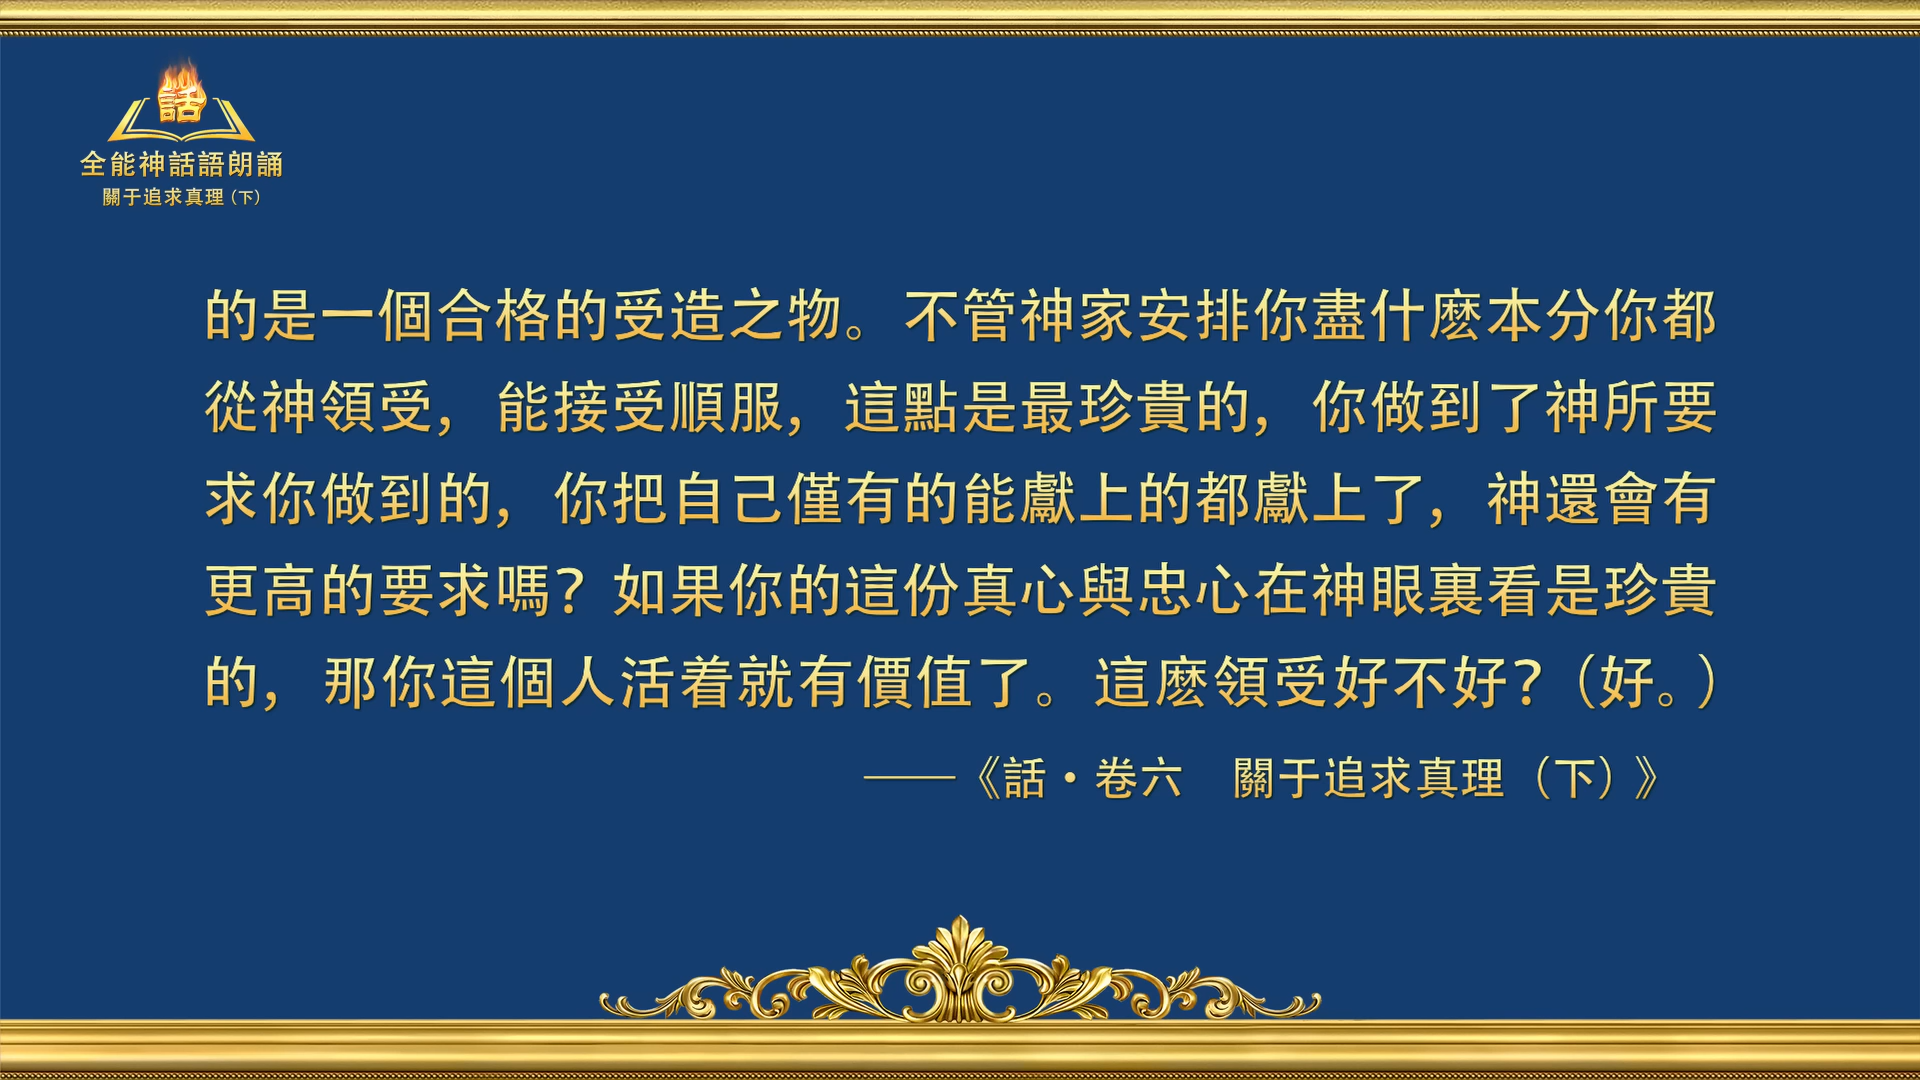 話
全能神話語朗誦
關于追求真理（下）
的是一個合格的受造之物。不管神家安排你盡什麽本分你都
從神領受，能接受順服，這點是最珍貴的，你做到了神所要
求你做到的，你把自己僅有的能獻上的都獻上了，神還會有
更高的要求嗎？如果你的這份真心與忠心在神眼裏看是珍貴
的，那你這個人活着就有價值了。這麽領受好不好？（好。）
——《話・卷六　關于追求真理（下）》